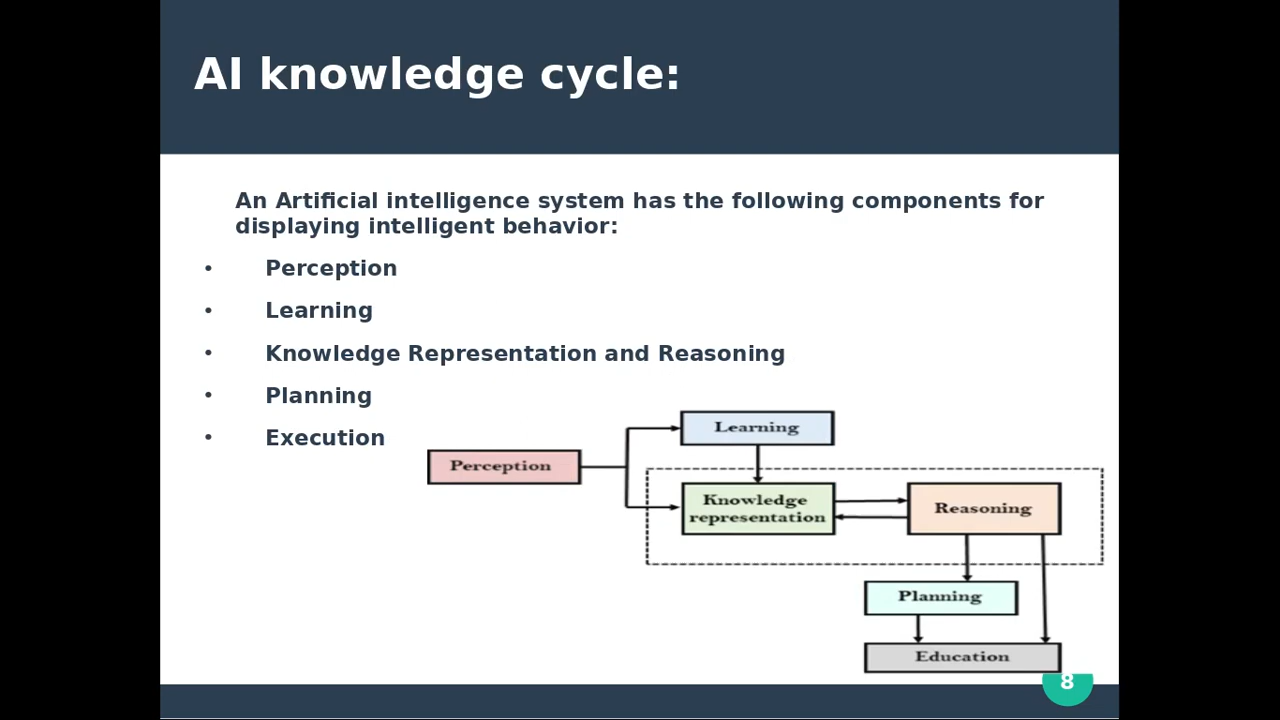 AI knowledge cycle:
An Artificial intelligence system has the following components for
displaying intelligent behavior:
• Perception
• Learning
• Knowledge Representation and Reasoning
• Planning
• Execution
Learning
Perception
Knowledge
representation
Reasoning
Planning
Education
8